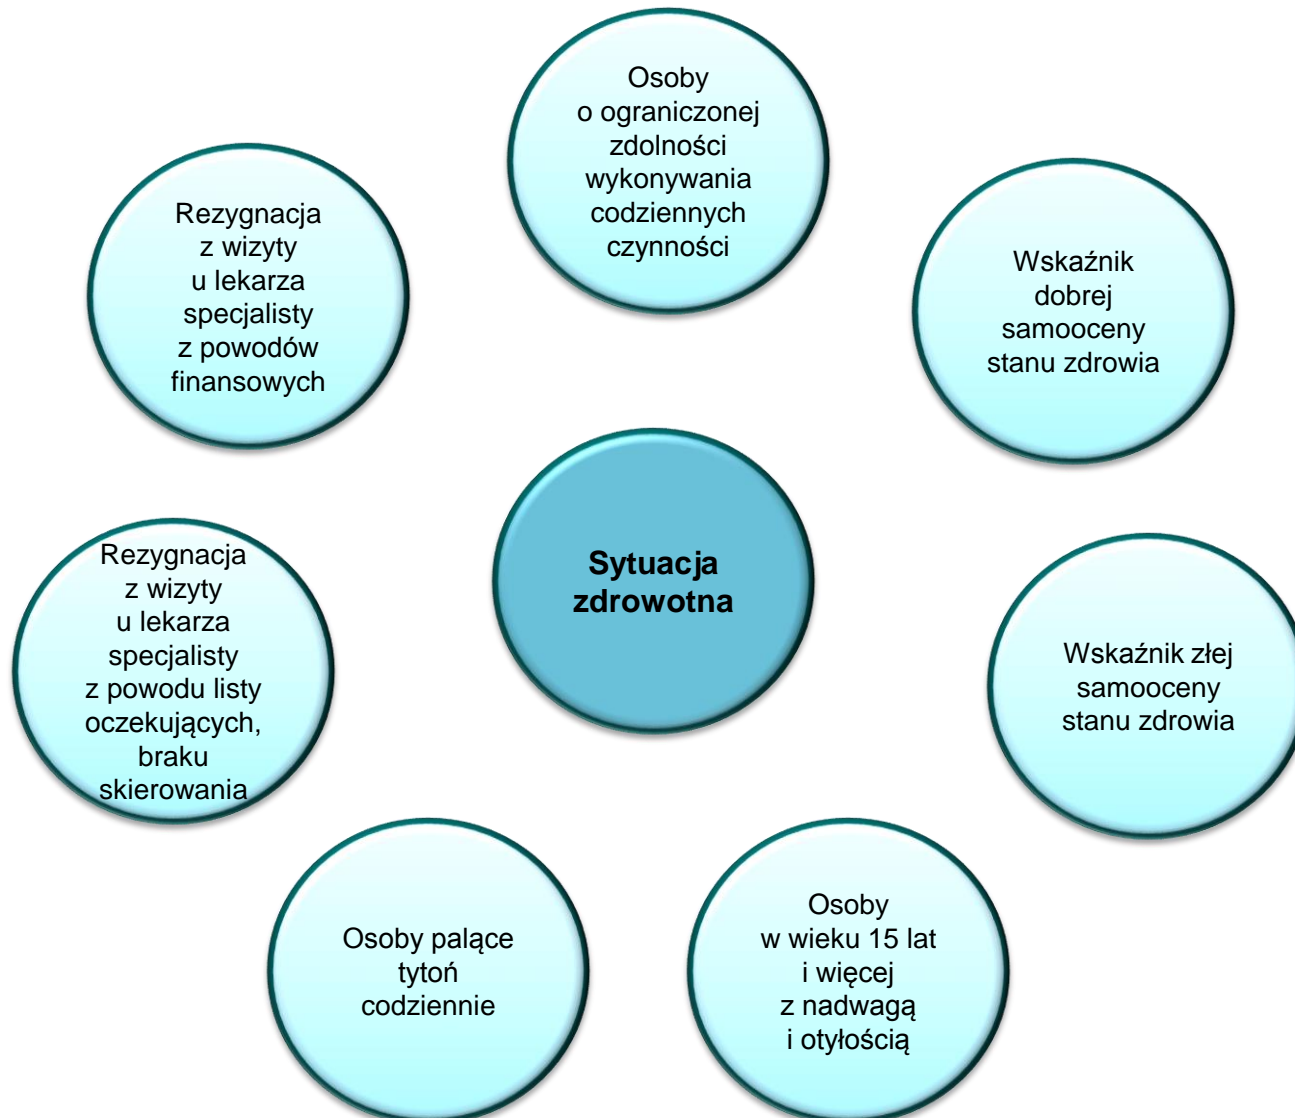 Osoby
o ograniczonej
zdolności
wykonywania
codziennych
czynności
Rezygnacja
z wizyty
u lekarza
specjalisty
z powodów
finansowych
Wskaźnik
dobrej
samooceny
stanu zdrowia
Sytuacja
zdrowotna
Rezygnacja
z wizyty
u lekarza
specjalisty
z powodu listy
oczekujących,
braku
skierowania
Wskaźnik złej
samooceny
stanu zdrowia
Osoby palące
tytoń
codziennie
Osoby
w wieku 15 lat
i więcej
z nadwagą
i otyłością